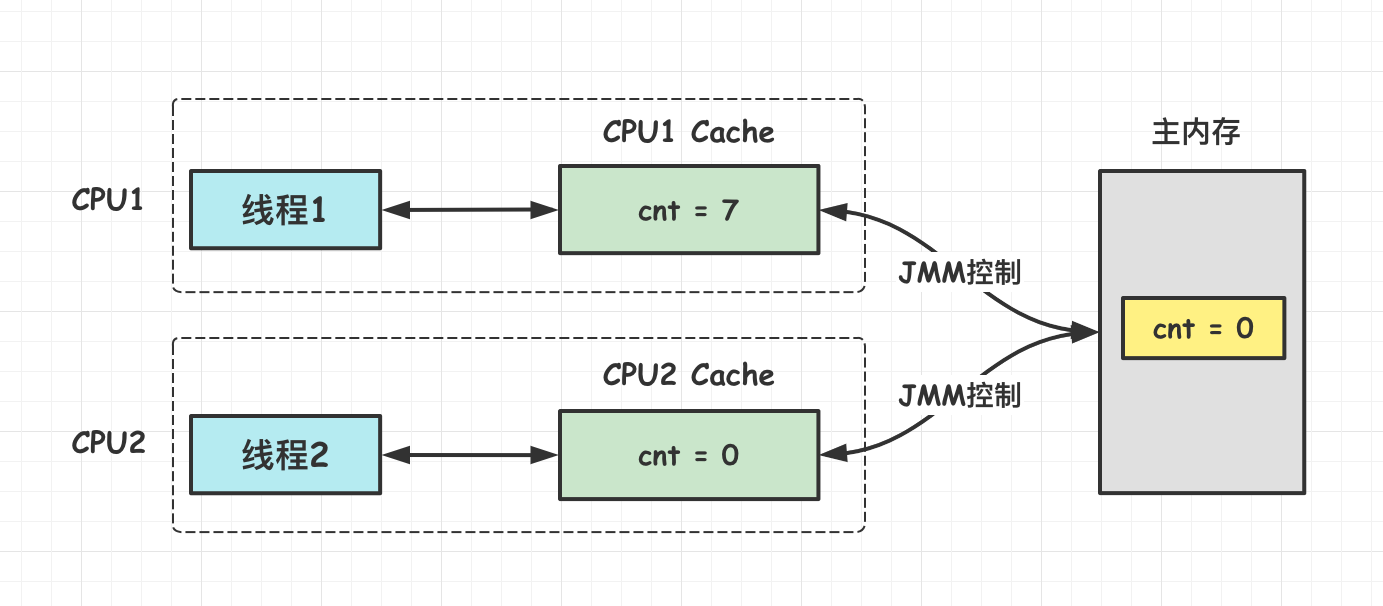 CPU1 Cache
主内存
CPU1
线程1
cnt = 7
JMM控制
cnt = 0
CPU2 Cache
JMM控制
CPU2
线程2
cnt = 0